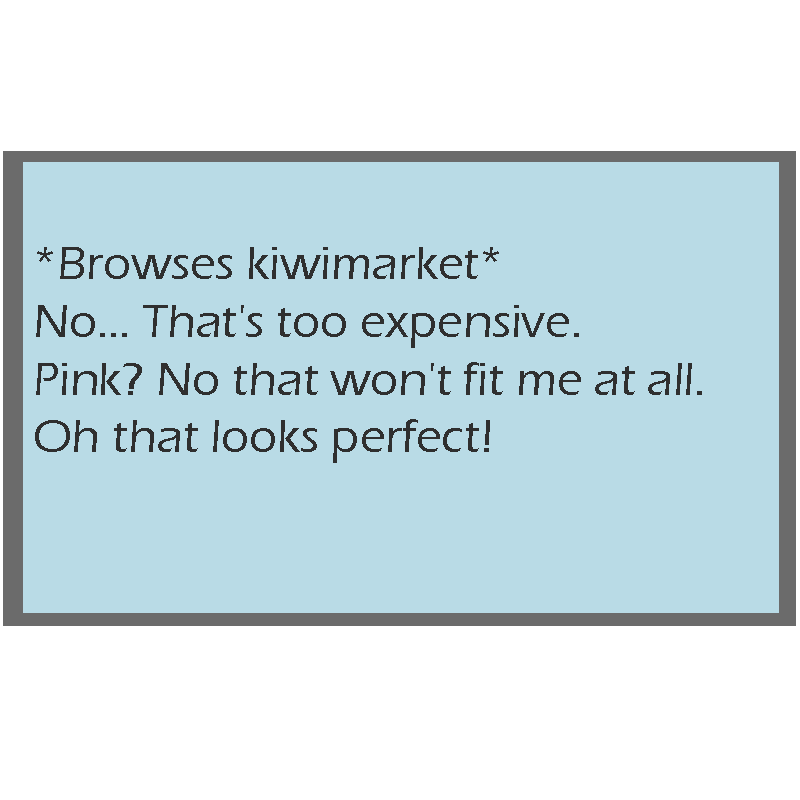 *Browses kiwimarket*
No... That's too expensive.
Pink? No that won't fit me at all.
Oh that looks perfect!